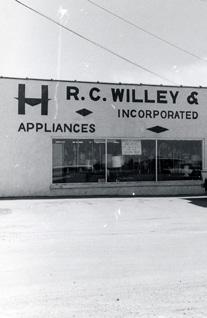 H R.C. WILLEY &
INCORPORATED
APPLIANCES